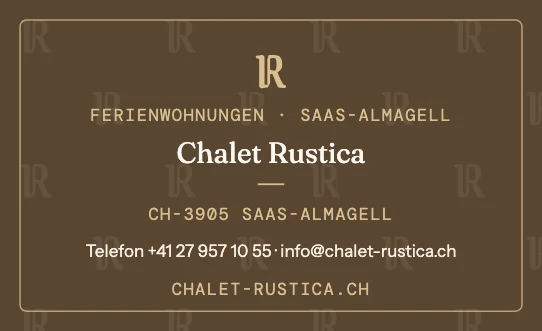 R
FERIENWOHNUNGEN · SAAS-ALMAGELL
Chalet Rustica
CH-3905 SAAS-ALMAGELL
Telefon +41 27 957 10 55 · info@chalet-rustica.ch
CHALET-RUSTICA.CH